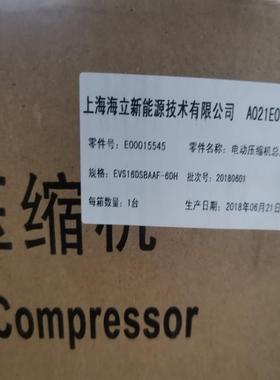 上海海立新能源技术有限公司 A021E0
零件号: E00015545 零件名称: 电动压缩机总
规格: EVS16DSBAAF-6DH 批次号: 20180601
每箱数量: 1台 生产日期: 2018年06月21日
压缩机
Compressor